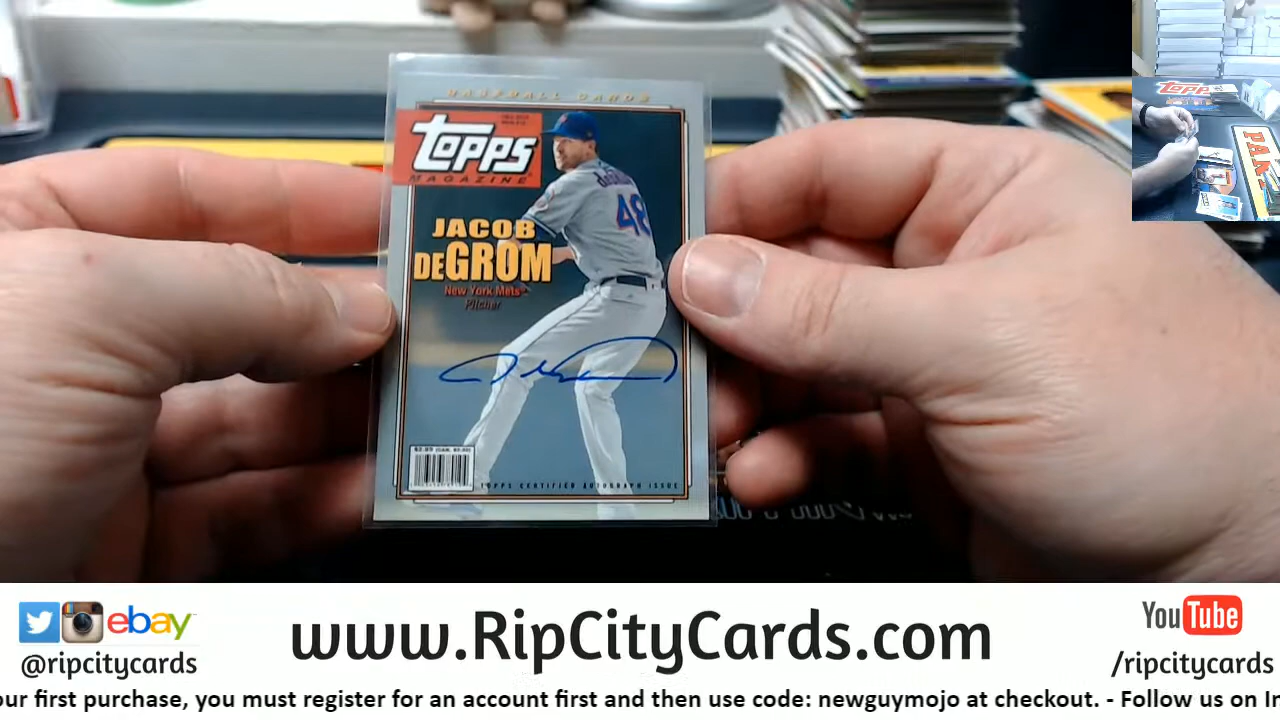 BASEBALL CARDS
Topps
MAGAZINE
JACOB
deGROM
New York Mets
Pitcher
48
TOPPS CERTIFIED AUTOGRAPH ISSUE
Topps
PANI
ebay
@ripcitycards
www.RipCityCards.com
YouTube
/ripcitycards
our first purchase, you must register for an account first and then use code: newguymojo at checkout. - Follow us on In